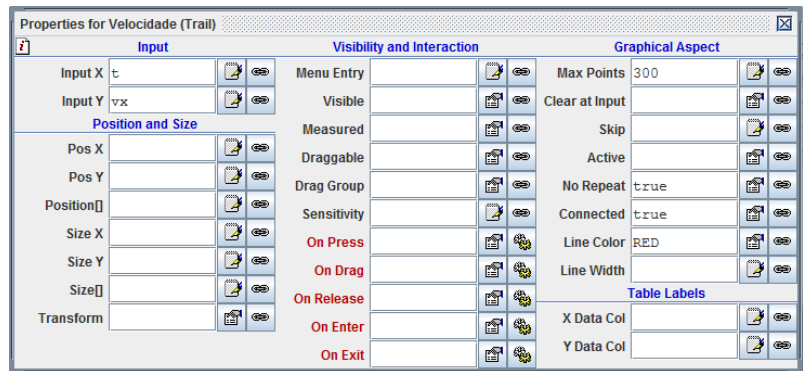 Properties for Velocidade (Trail)
Input
Input X t
Input Y vx
Position and Size
Pos X
Pos Y
Position[]
Size X
Size Y
Size[]
Transform
Visibility and Interaction
Menu Entry
Visible
Measured
Draggable
Drag Group
Sensitivity
On Press
On Drag
On Release
On Enter
On Exit
Graphical Aspect
Max Points 300
Clear at Input
Skip
Active
No Repeat true
Connected true
Line Color RED
Line Width
Table Labels
X Data Col
Y Data Col